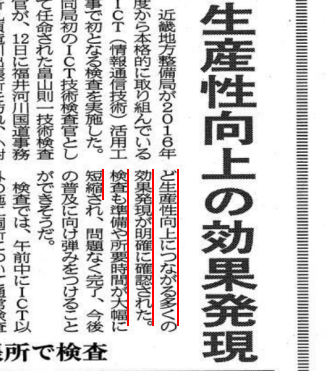 生産性向上の効果発現
近畿地方整備局が2016年
度から本格的に取り組んでいる
ICT(情報通信技術)活用工
事で初となる検査を実施した。
同局初のICT技術検査官とし
て任命された畠山則一技術検査
官が、12日に福井河川国道事務
ど生産性向上につながる多くの
効果発現が明確に確認された。
検査も準備や所要時間が大幅に
短縮され、問題なく完了、今後
の普及に向け弾みをつけること
ができそうだ。
検査では、午前中にICT以
所で検査